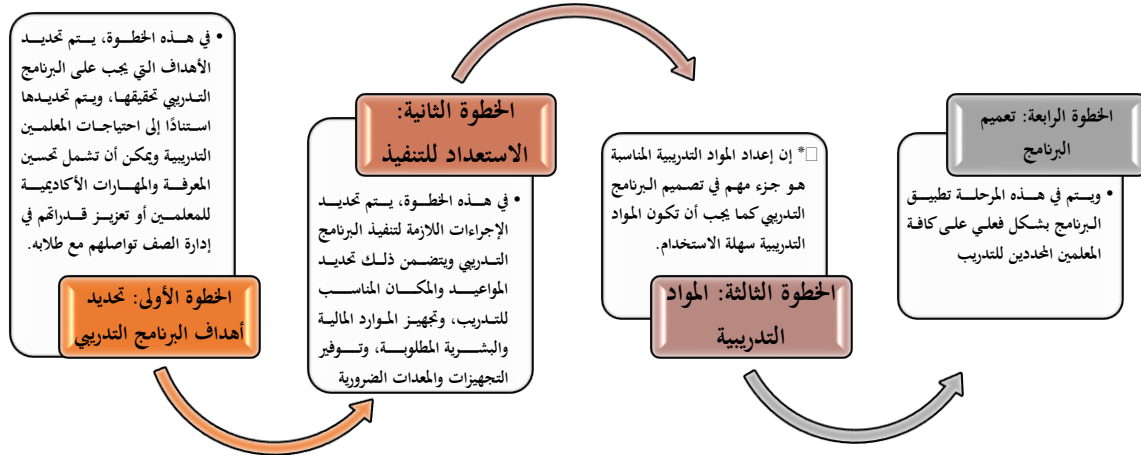 • في هذه الخطوة، يتم تحديد
الأهداف التي يجب على البرنامج
التدريبي تحقيقها، ويتم تحديدها
استنادًا إلى احتياجات المعلمين
التدريبية ويمكن أن تشمل تحسين
المعرفة والمهارات الأكاديمية
للمعلمين أو تعزيز قدراتهم في
إدارة الصف تواصلهم مع طلابه.
الخطوة الأولى: تحديد
أهداف البرنامج التدريبي
الخطوة الثانية:
الاستعداد للتنفيذ
• في هذه الخطوة، يتم تحديد
الإجراءات اللازمة لتنفيذ البرنامج
التدريبي ويتضمن ذلك تحديد
المواعيد والمكان المناسب
للتدريب، وتجهيز الموارد المالية
والبشرية المطلوبة، وتوفير
التجهيزات والمعدات الضرورية
□* إن إعداد المواد التدريبية المناسبة
هو جزء مهم في تصميم البرنامج
التدريبي كما يجب أن تكون المواد
التدريبية سهلة الاستخدام.
الخطوة الثالثة: المواد
التدريبية
الخطوة الرابعة: تعميم
البرنامج
• ويتم في هذه المرحلة تطبيق
البرنامج بشكل فعلي على كافة
المعلمين المحددين للتدريب